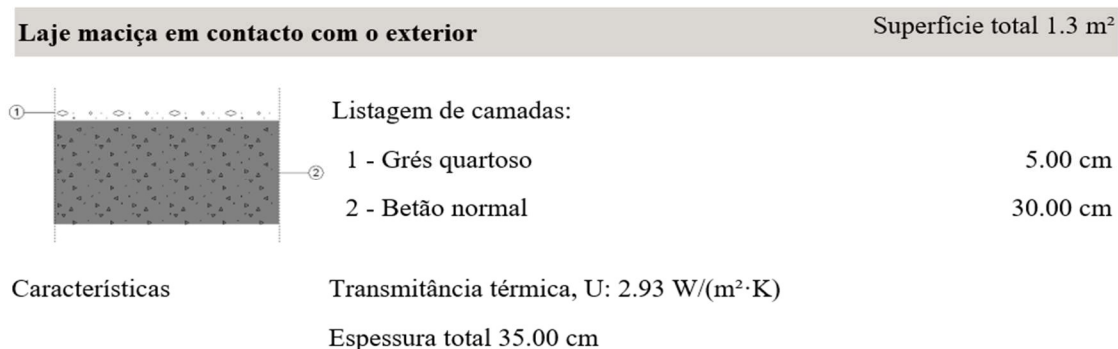 Laje maciça em contacto com o exterior Superfície total 1.3 m²
Listagem de camadas:
① 1 - Grés quartoso 5.00 cm
② 2 - Betão normal 30.00 cm
Características Transmitância térmica, U: 2.93 W/(m²·K)
Espessura total 35.00 cm